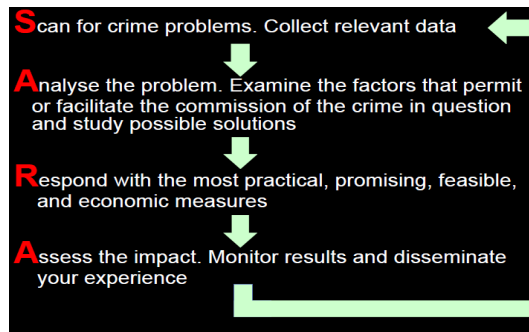 Scan for crime problems. Collect relevant data
Analyse the problem. Examine the factors that permit
or facilitate the commission of the crime in question
and study possible solutions
Respond with the most practical, promising, feasible,
and economic measures
Assess the impact. Monitor results and disseminate
your experience